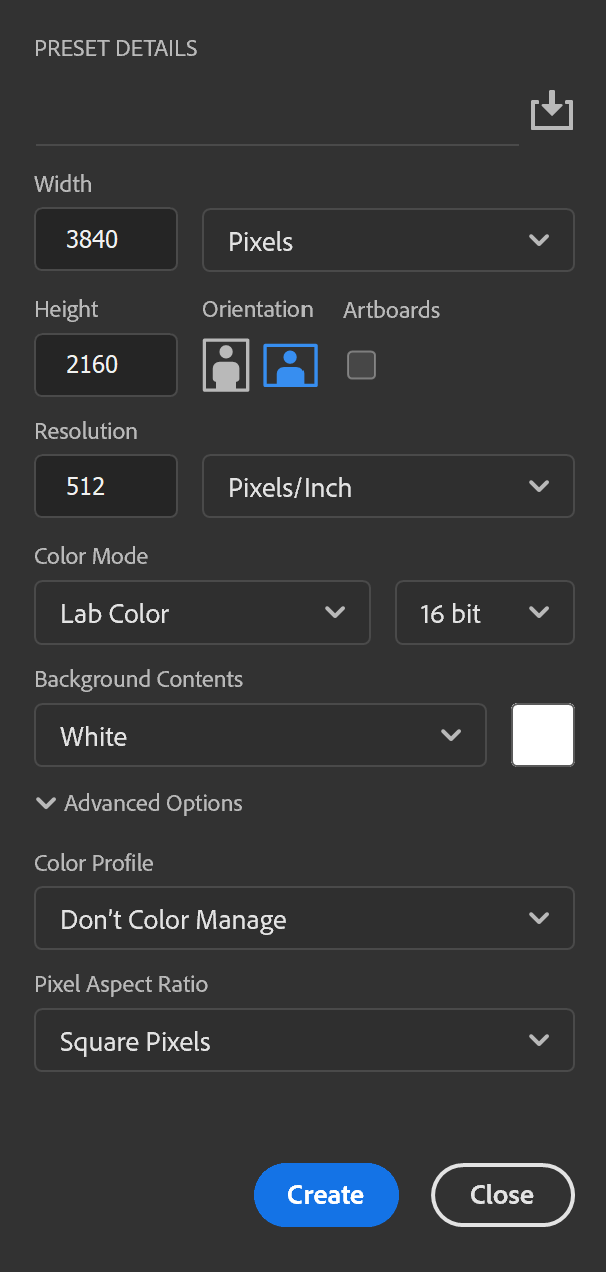 PRESET DETAILS
Width
3840 Pixels
Height Orientation Artboards
2160
Resolution
512 Pixels/Inch
Color Mode
Lab Color 16 bit
Background Contents
White
Advanced Options
Color Profile
Don't Color Manage
Pixel Aspect Ratio
Square Pixels
Create Close